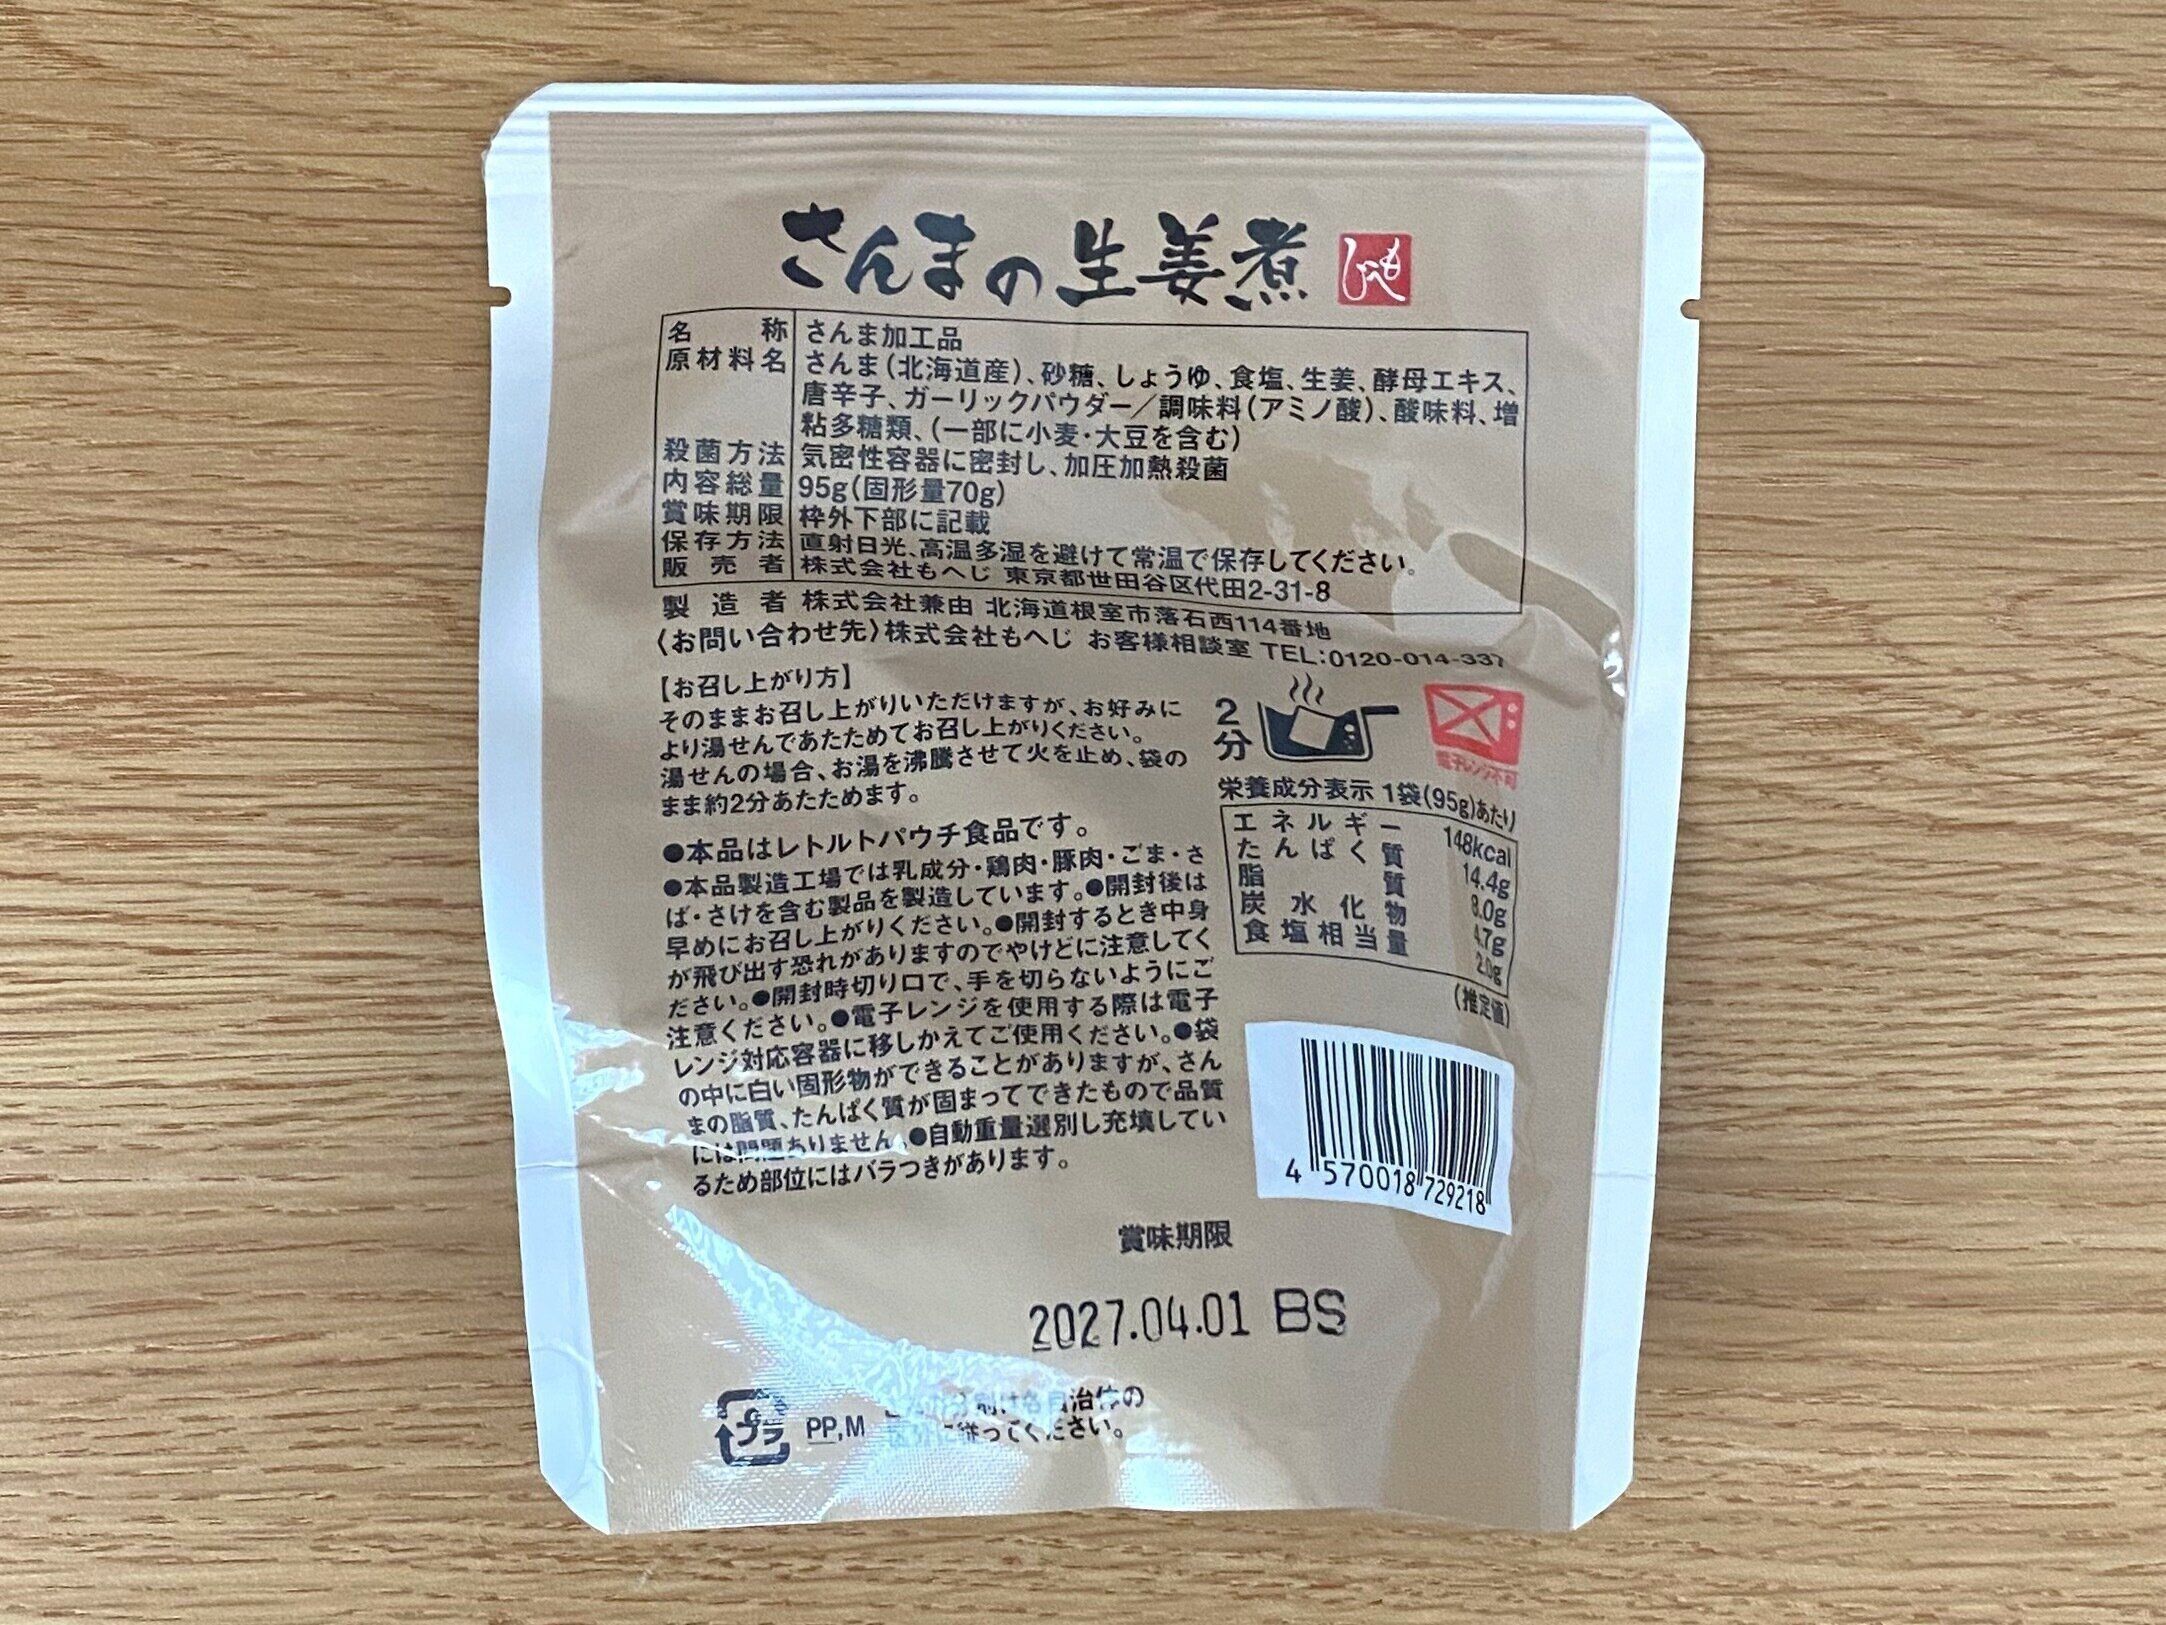 さんまの生姜煮 もへじ
名称 さんま加工品
原材料名 さんま(北海道産)、砂糖、しょうゆ、食塩、生姜、酵母エキス、
唐辛子、ガーリックパウダー/調味料(アミノ酸)、酸味料、増
粘多糖類、(一部に小麦・大豆を含む)
殺菌方法 気密性容器に密封し、加圧加熱殺菌
内容総量 95g(固形量70g)
賞味期限 枠外下部に記載
保存方法 直射日光、高温多湿を避けて常温で保存してください。
販売者 株式会社もへじ 東京都世田谷区代田2-31-8
製造者 株式会社兼由 北海道根室市落石西114番地
〈お問い合わせ先〉株式会社もへじ お客様相談室 TEL:0120-014-337
【お召し上がり方】
そのままお召し上がりいただけますが、お好みに
より湯せんであたためてお召し上がりください。
湯せんの場合、お湯を沸騰させて火を止め、袋の
まま約2分あたためます。
2分
電子レンジ不可
●本品はレトルトパウチ食品です。
●本品製造工場では乳成分・鶏肉・豚肉・ごま・さ
ば・さけを含む製品を製造しています。●開封後は
早めにお召し上がりください。●開封するとき中身
が飛び出す恐れがありますのでやけどに注意してく
ださい。●開封時切り口で、手を切らないようにご
注意ください。●電子レンジを使用する際は電子
レンジ対応容器に移しかえてご使用ください。●袋
の中に白い固形物ができることがありますが、さん
まの脂質、たんぱく質が固まってできたもので品質
には問題ありません。●自動重量選別し充填してい
るため部位にはバラつきがあります。
栄養成分表示 1袋(95g)あたり
エネルギー 148kcal
たんぱく質 14.4g
脂質 8.0g
炭水化物 4.7g
食塩相当量 2.0g
(推定値)
4 570018 729218
賞味期限
2027.04.01 BS
プラ PP,M
自治体の
に従ってください。